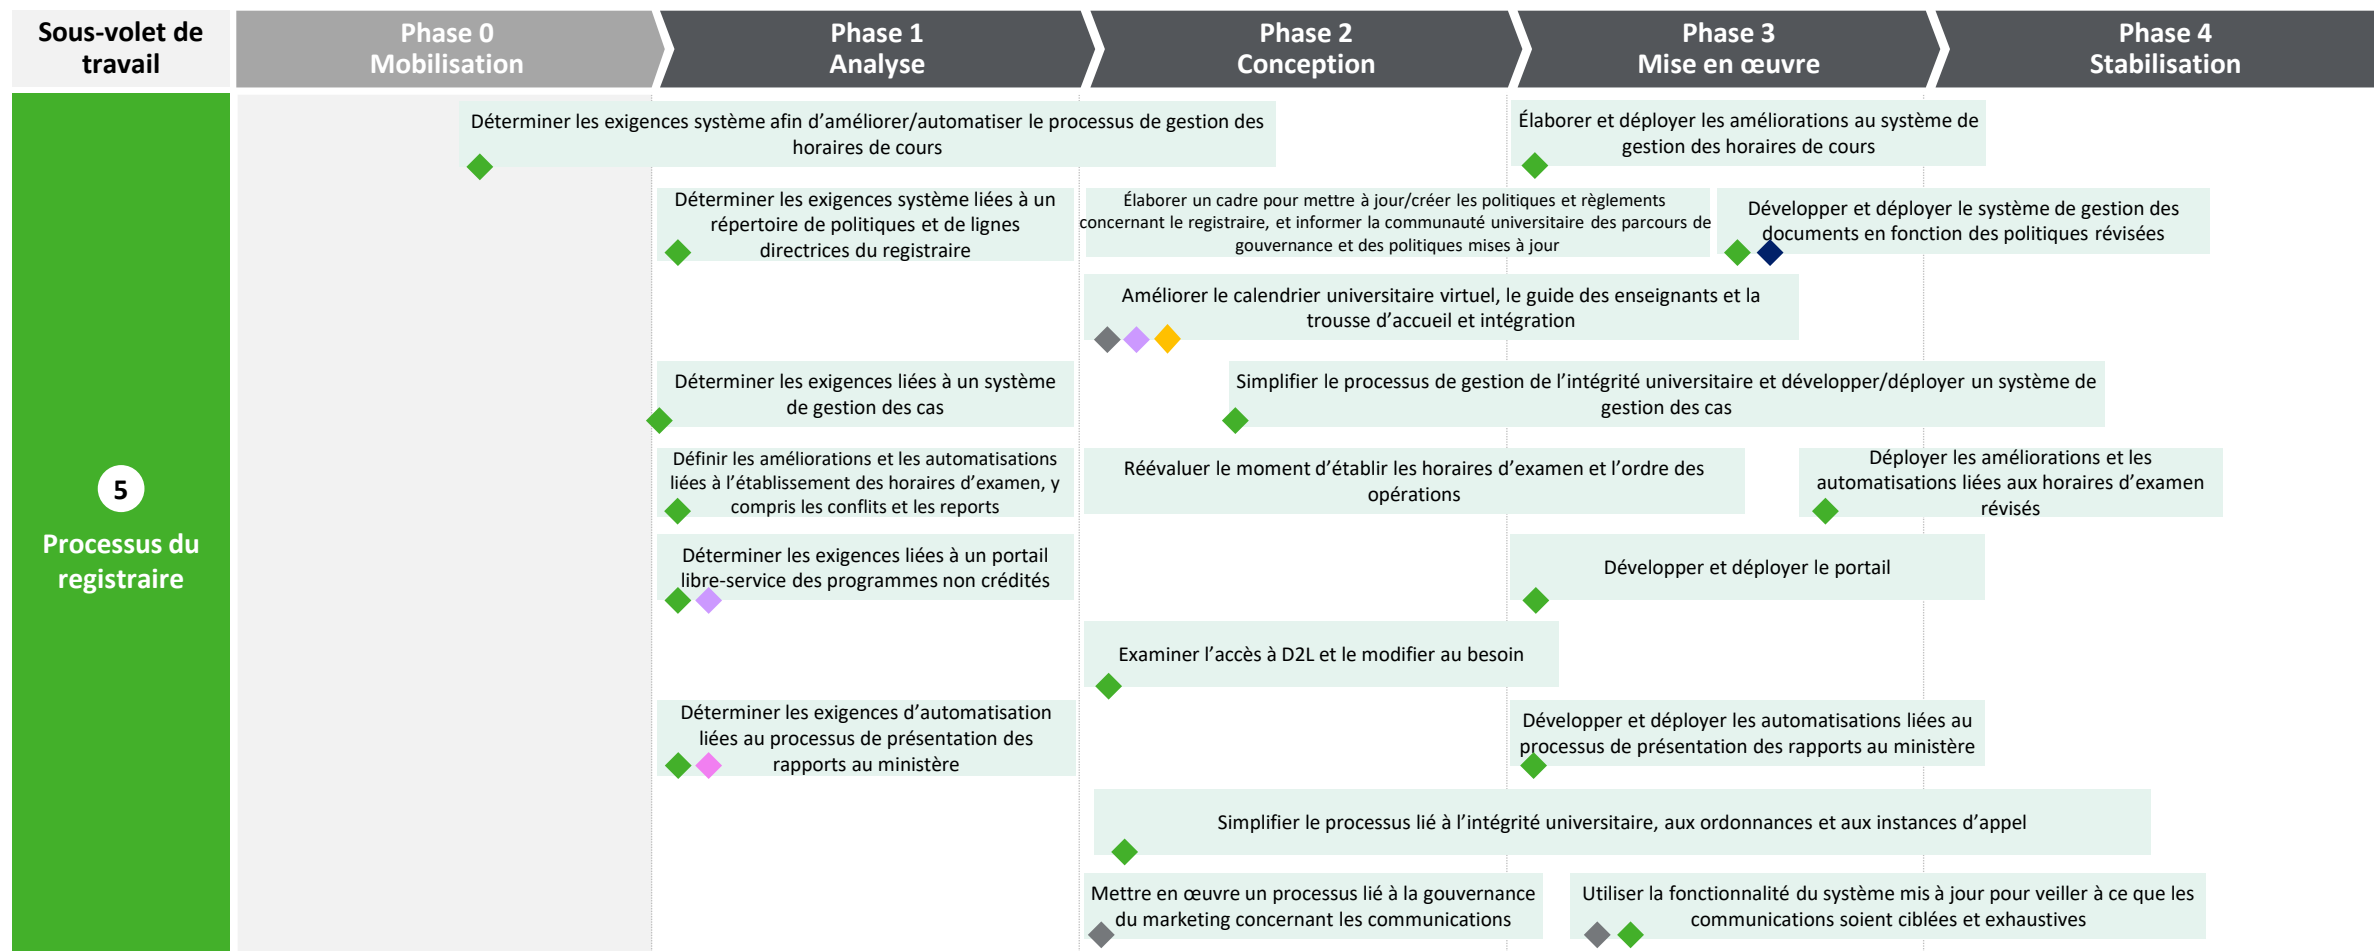 Sous-volet de
travail
Phase 0
Mobilisation
Phase 1
Analyse
Phase 2
Conception
Phase 3
Mise en œuvre
Phase 4
Stabilisation
5
Processus du
registraire
Déterminer les exigences système afin d’améliorer/automatiser le processus de gestion des
horaires de cours
Élaborer et déployer les améliorations au système de
gestion des horaires de cours
Déterminer les exigences système liées à un
répertoire de politiques et de lignes
directrices du registraire
Élaborer un cadre pour mettre à jour/créer les politiques et règlements
concernant le registraire, et informer la communauté universitaire des parcours de
gouvernance et des politiques mises à jour
Développer et déployer le système de gestion des
documents en fonction des politiques révisées
Améliorer le calendrier universitaire virtuel, le guide des enseignants et la
trousse d’accueil et intégration
Déterminer les exigences liées à un système
de gestion des cas
Simplifier le processus de gestion de l’intégrité universitaire et développer/déployer un système de
gestion des cas
Définir les améliorations et les automatisations
liées à l’établissement des horaires d’examen, y
compris les conflits et les reports
Réévaluer le moment d’établir les horaires d’examen et l’ordre des
opérations
Déployer les améliorations et les
automatisations liées aux horaires d’examen
révisés
Déterminer les exigences liées à un portail
libre-service des programmes non crédités
Développer et déployer le portail
Examiner l’accès à D2L et le modifier au besoin
Déterminer les exigences d’automatisation
liées au processus de présentation des
rapports au ministère
Développer et déployer les automatisations liées au
processus de présentation des rapports au ministère
Simplifier le processus lié à l’intégrité universitaire, aux ordonnances et aux instances d’appel
Mettre en œuvre un processus lié à la gouvernance
du marketing concernant les communications
Utiliser la fonctionnalité du système mis à jour pour veiller à ce que les
communications soient ciblées et exhaustives